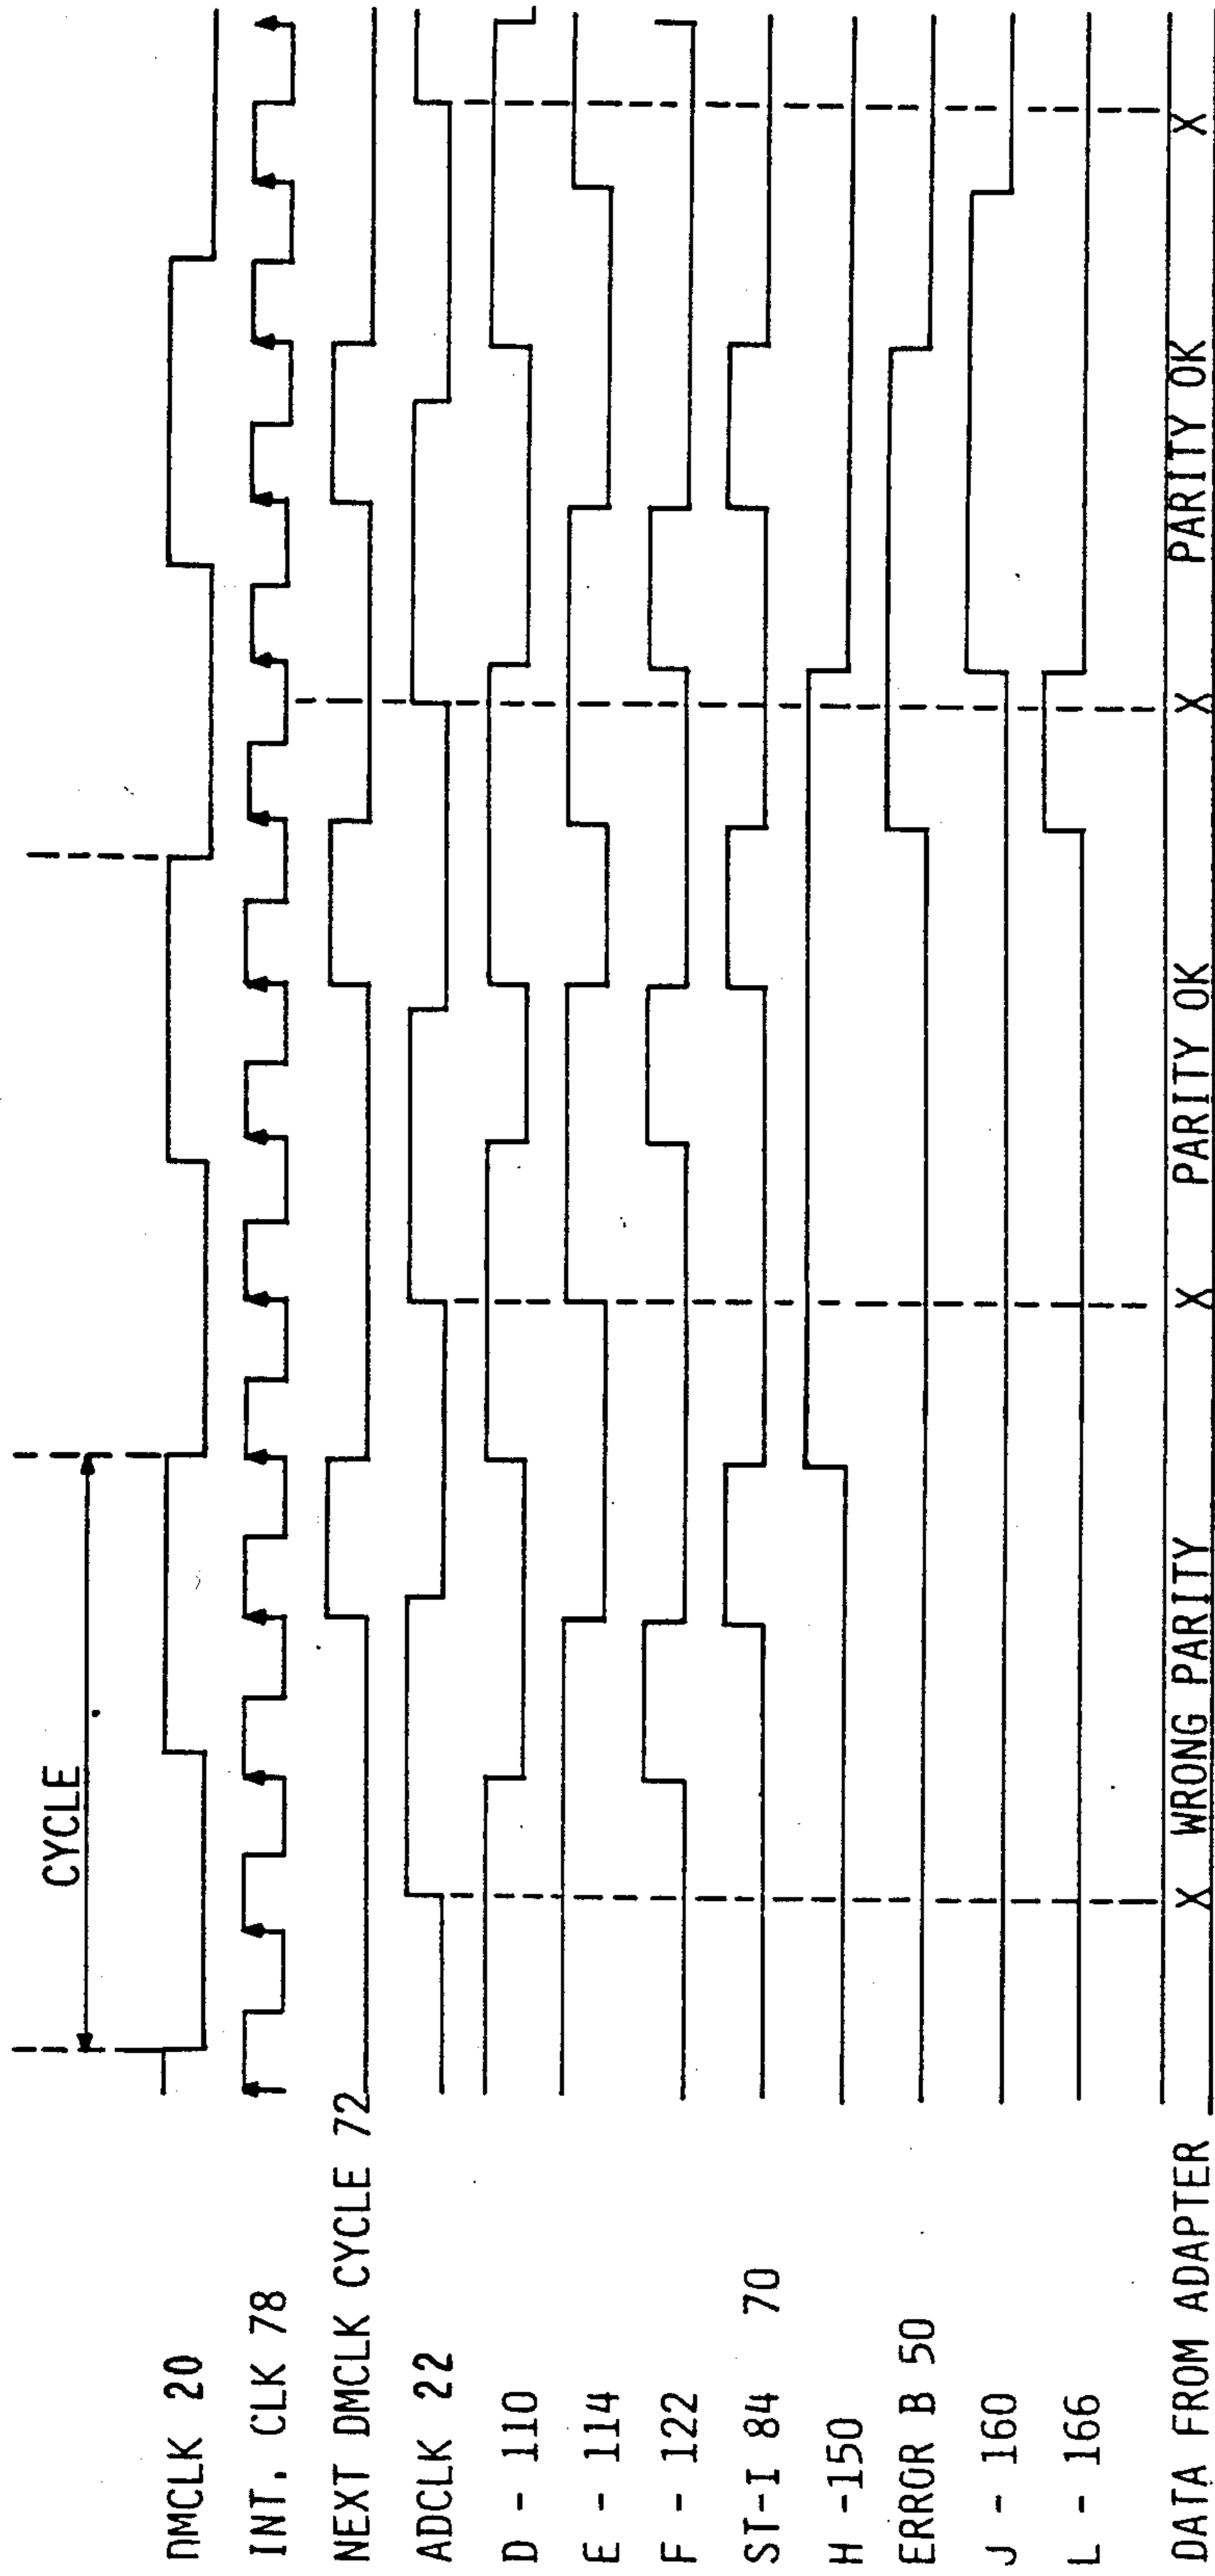 CYCLE
DMCLK 20
INT. CLK 78
NEXT DMCLK CYCLE 72
ADCLK 22
D - 110
E - 114
F - 122
ST-I 84 70
H -150
ERROR B 50
J - 160
L - 166
DATA FROM ADAPTER X WRONG PARITY X PARITY OK X PARITY OK X